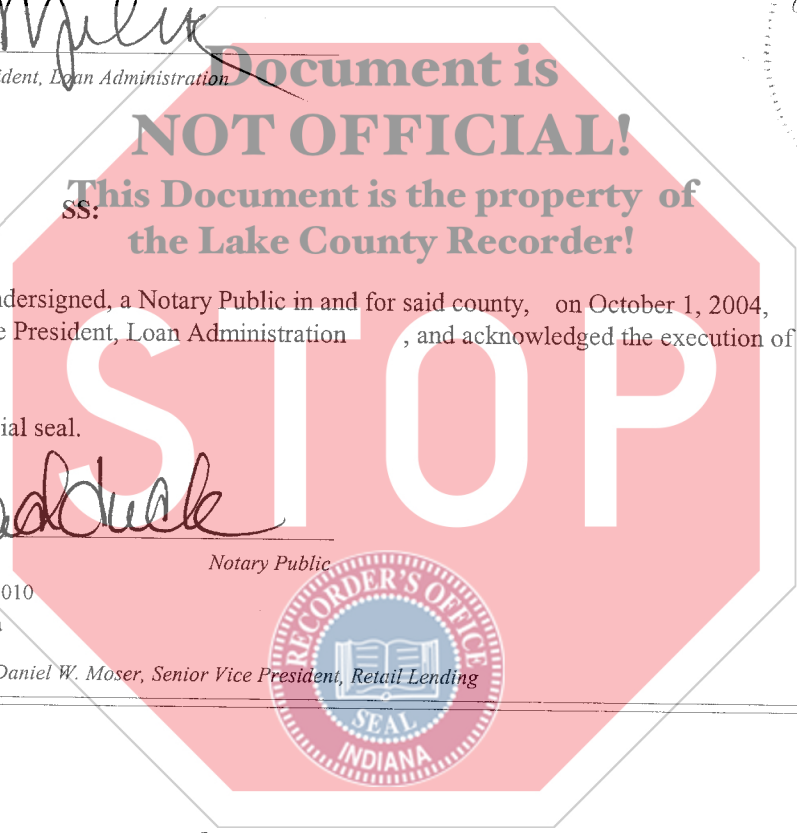 ident, Loan Administration
Document is
NOT OFFICIAL!
This Document is the property of
the Lake County Recorder!
SS:
ndersigned, a Notary Public in and for said county, on October 1, 2004,
e President, Loan Administration , and acknowledged the execution of
STOP
ial seal.
Notary Public
010
Daniel W. Moser, Senior Vice President, Retail Lending
RECORDER'S OFFICE
SEAL
INDIANA